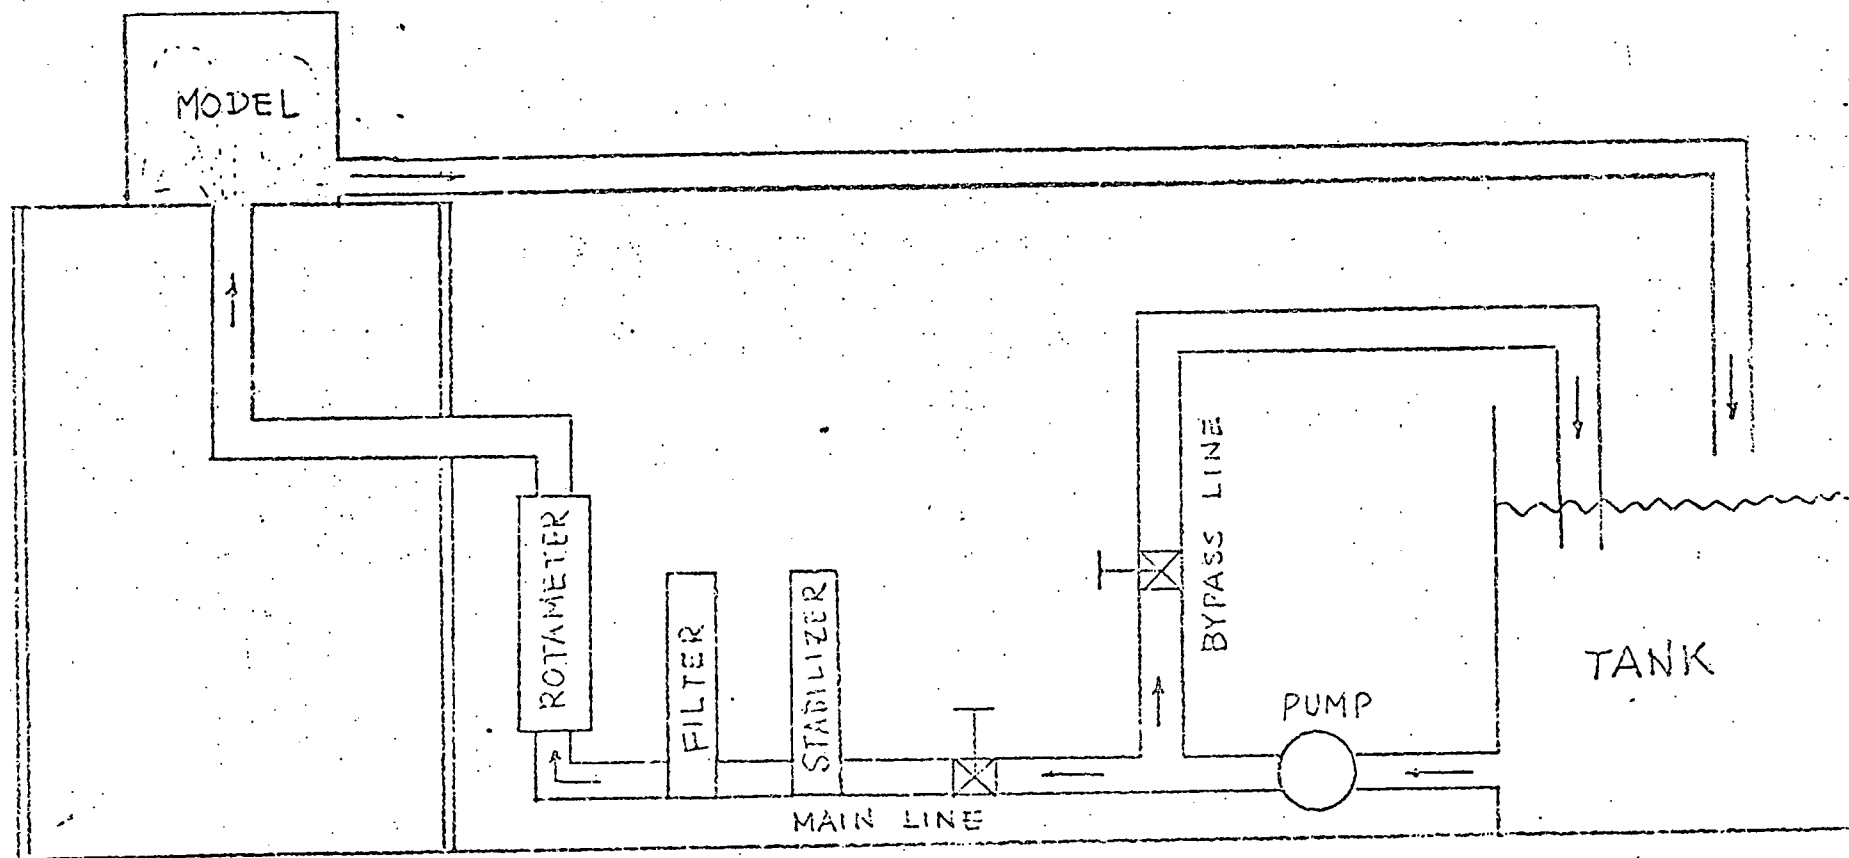 MODEL
ROTAMETER
FILTER
STABILIZER
BYPASS LINE
PUMP
TANK
MAIN LINE